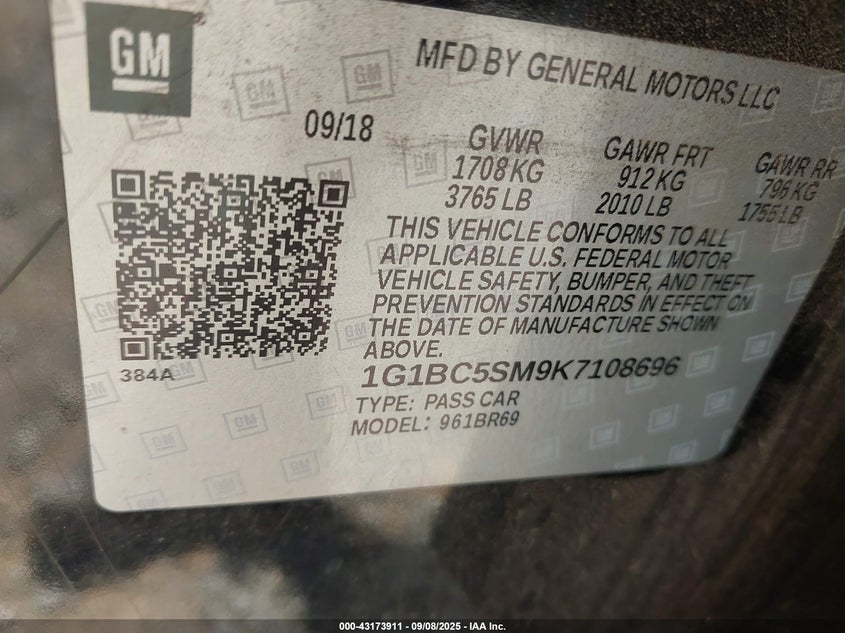 GM
MFD BY GENERAL MOTORS LLC
09/18
GVWR
1708 KG
3765 LB
GAWR FRT
912 KG
2010 LB
GAWR RR
796 KG
1755 LB
THIS VEHICLE CONFORMS TO ALL
APPLICABLE U.S. FEDERAL MOTOR
VEHICLE SAFETY, BUMPER, AND THEFT
PREVENTION STANDARDS IN EFFECT ON
THE DATE OF MANUFACTURE SHOWN
ABOVE.
384A
1G1BC5SM9K7108696
TYPE: PASS CAR
MODEL: 961BR69
000-43173911 - 09/08/2025 - IAA Inc.